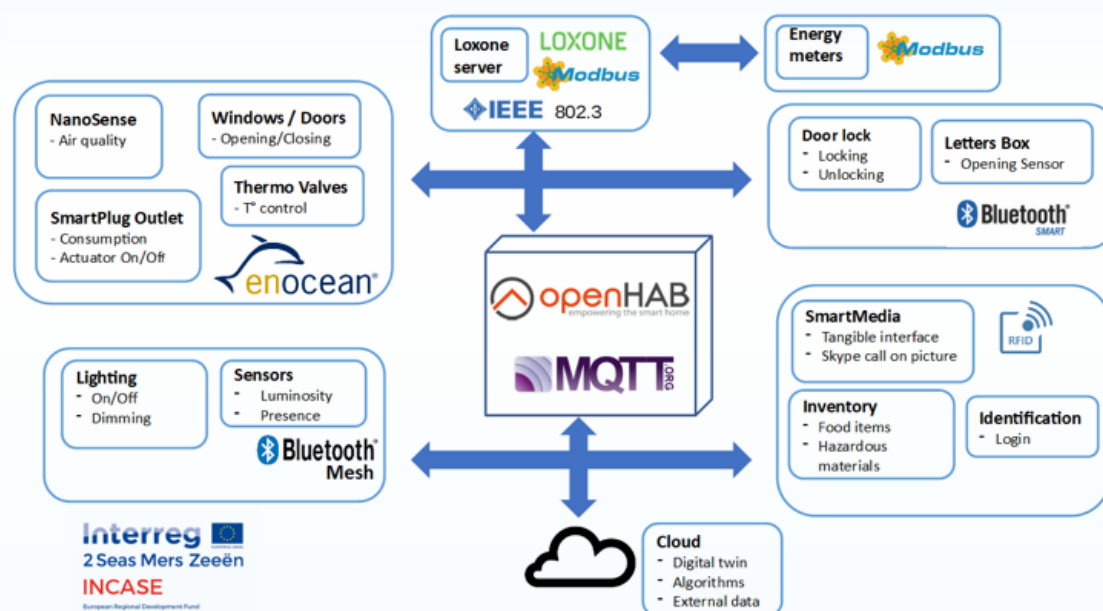 Loxone
server
LOXONE
Modbus
IEEE 802.3
Energy
meters
Modbus
NanoSense
- Air quality
Windows / Doors
- Opening/Closing
Thermo Valves
- T° control
SmartPlug Outlet
- Consumption
- Actuator On/Off
enocean®
Door lock
- Locking
- Unlocking
Letters Box
- Opening Sensor
Bluetooth®
SMART
openHAB
empowering the smart home
MQTT.ORG
Lighting
- On/Off
- Dimming
Sensors
- Luminosity
- Presence
Bluetooth®
Mesh
SmartMedia
- Tangible interface
- Skype call on picture
RFID
Inventory
- Food items
- Hazardous
materials
Identification
- Login
Cloud
- Digital twin
- Algorithms
- External data
Interreg
EUROPEAN UNION
2 Seas Mers Zeeën
INCASE
European Regional Development Fund